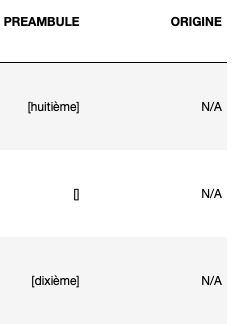 PREAMBULE ORIGINE
[huitième] N/A
[] N/A
[dixième] N/A